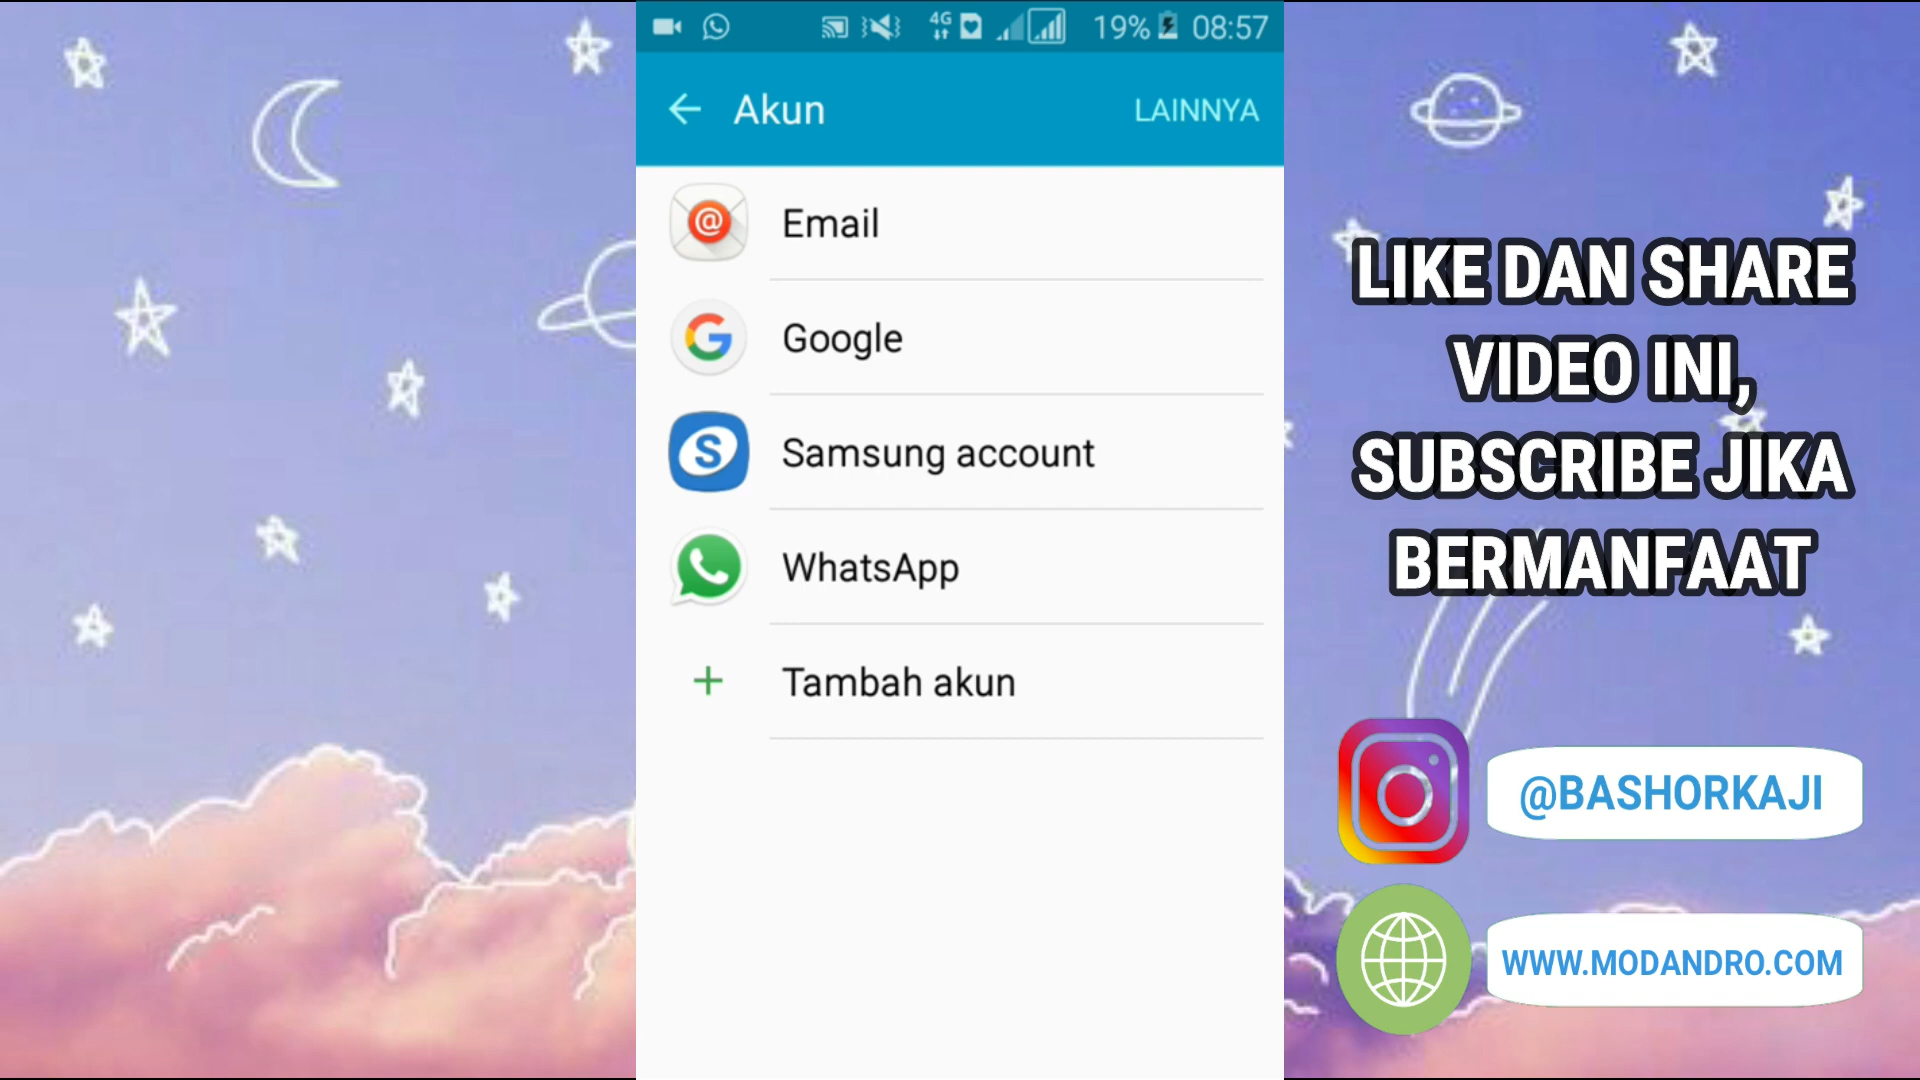 4G 19% 08:57
Akun LAINNYA
Email
Google
Samsung account
WhatsApp
Tambah akun
LIKE DAN SHARE
VIDEO INI,
SUBSCRIBE JIKA
BERMANFAAT
@BASHORKAJI
WWW.MODANDRO.COM